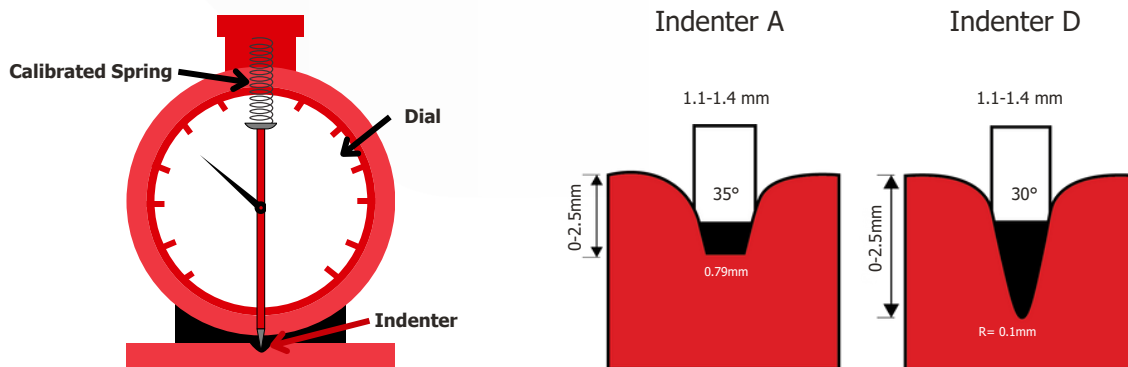 Calibrated Spring
Dial
Indenter
Indenter A
1.1-1.4 mm
35°
0-2.5mm
0.79mm
Indenter D
1.1-1.4 mm
30°
0-2.5mm
R= 0.1mm